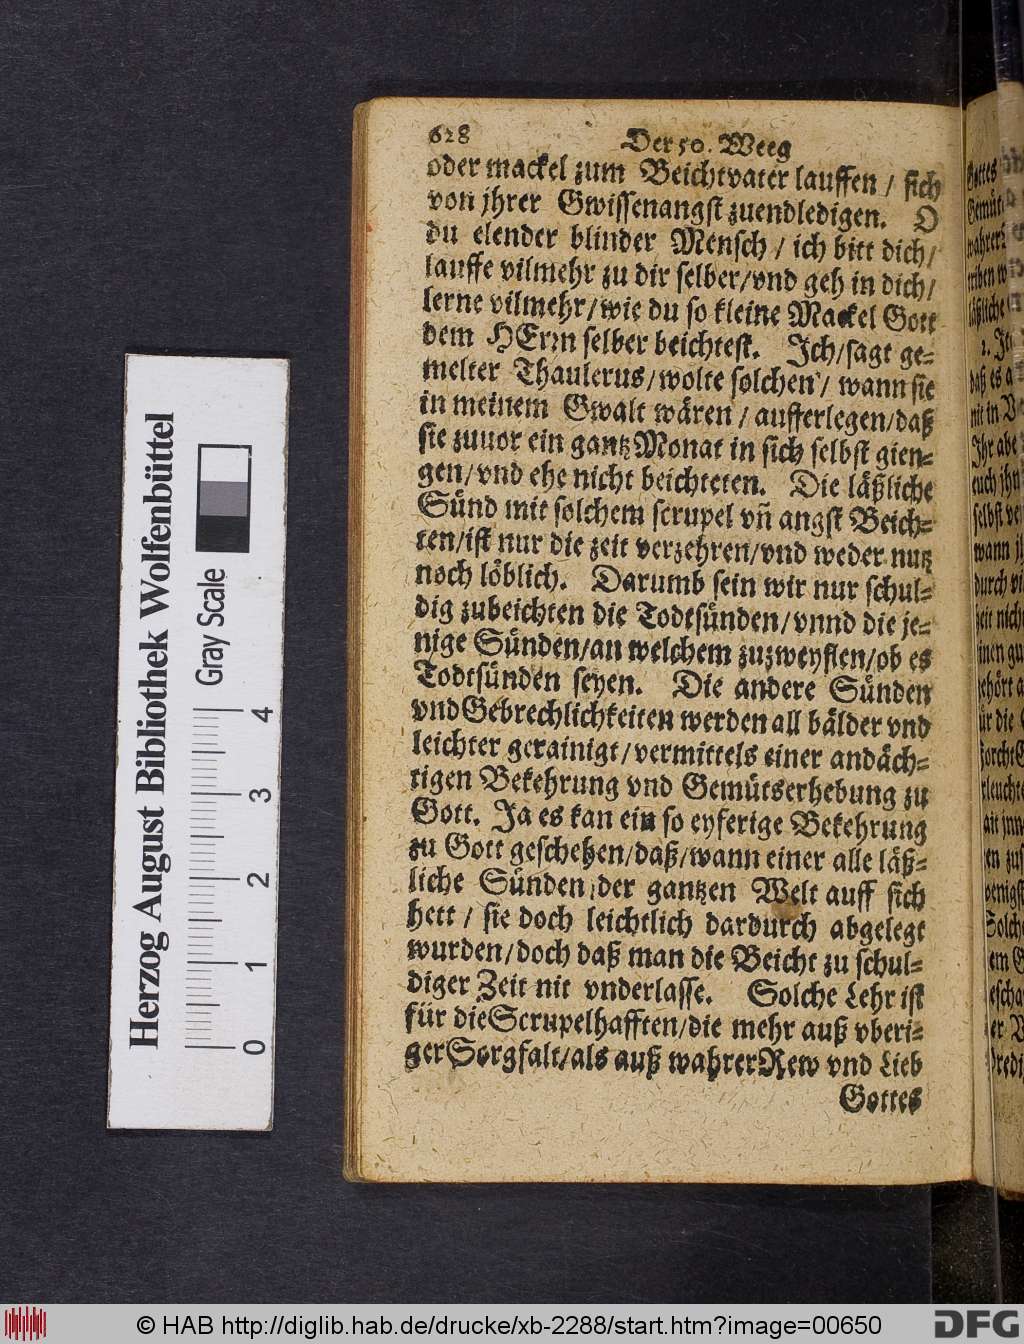 628
Der 50. Weeg
oder mackel zum Beichtvater lauffen / sich
von jhrer Gwissenangst zuendledigen. O
du elender blinder Mensch / ich bitt dich /
lauffe vilmehr zu dir selber / vnd geh in dich /
lerne vilmehr / wie du so kleine Mackel Gott
dem HErrn selber beichtest. Jch / sagt ge=
melter Thaulerus / wolte solchen / wann sie
in meinem Gwalt wären / aufferlegen / daß
sie zuuor ein gantz Monat in sich selbst gien=
gen / vnd ehe nicht beichteten. Die läßliche
Sünd mit solchem scrupel vñ angst Beich=
ten / ist nur die zeit verzehren / vnd weder nutz
noch löblich. Darumb sein wir nur schul=
dig zubeichten die Todtsünden / vnnd die je=
nige Sünden / an welchem zuzweyflen / ob es
Todtsünden seyen. Die andere Sünden
vnd Gebrechlichkeiten werden all bälder vnd
leichter gerainigt / vermittels einer andäch=
tigen Bekehrung vnd Gemütserhebung zu
Gott. Ja es kan ein so eyferige Bekehrung
zu Gott geschehen / daß / wann einer alle läß=
liche Sünden der gantzen Welt auff sich
hett / sie doch leichtlich dardurch abgelegt
wurden / doch daß man die Beicht zu schul=
diger Zeit nit vnderlasse. Solche Lehr ist
für die Scrupelhafften / die mehr auß vberi=
ger Sorgfalt / als auß wahrer Rew vnd Lieb
Gottes
Herzog August Bibliothek Wolfenbüttel
Gray Scale
0 1 2 3 4
© HAB http://diglib.hab.de/drucke/xb-2288/start.htm?image=00650
DFG